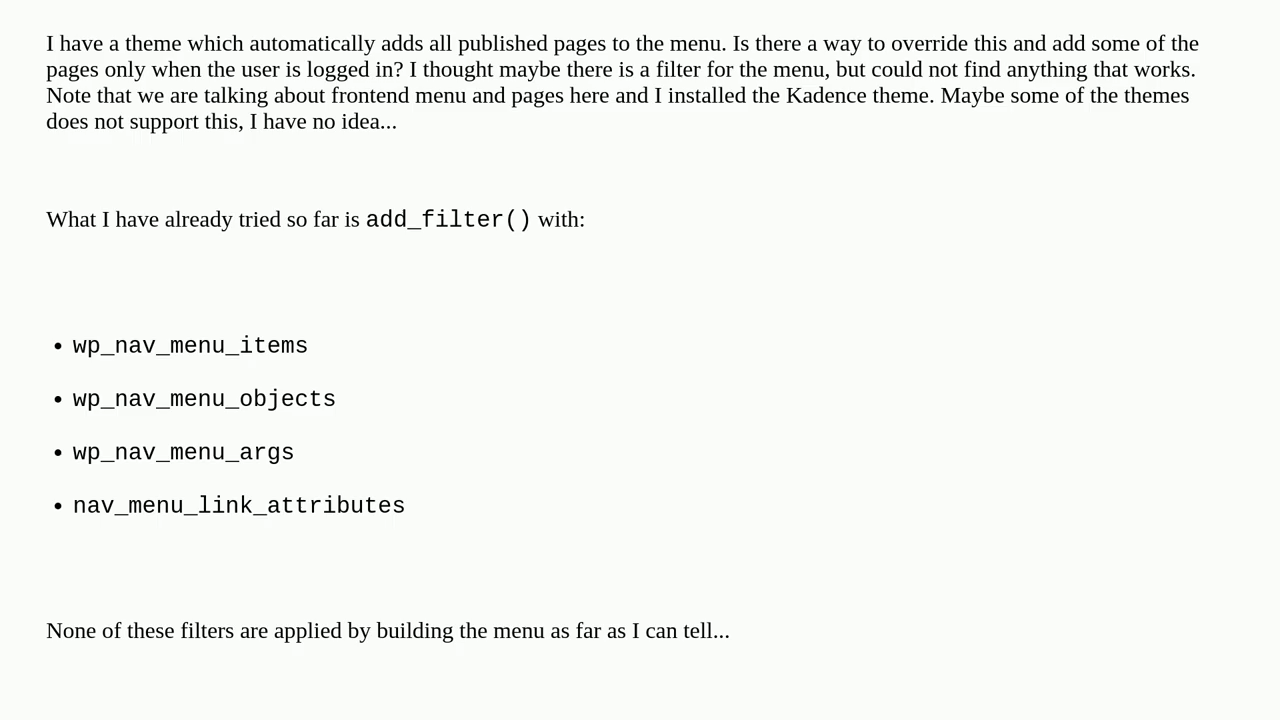 I have a theme which automatically adds all published pages to the menu. Is there a way to override this and add some of the
pages only when the user is logged in? I thought maybe there is a filter for the menu, but could not find anything that works.
Note that we are talking about frontend menu and pages here and I installed the Kadence theme. Maybe some of the themes
does not support this, I have no idea...
What I have already tried so far is add_filter() with:
• wp_nav_menu_items
• wp_nav_menu_objects
• wp_nav_menu_args
• nav_menu_link_attributes
None of these filters are applied by building the menu as far as I can tell...